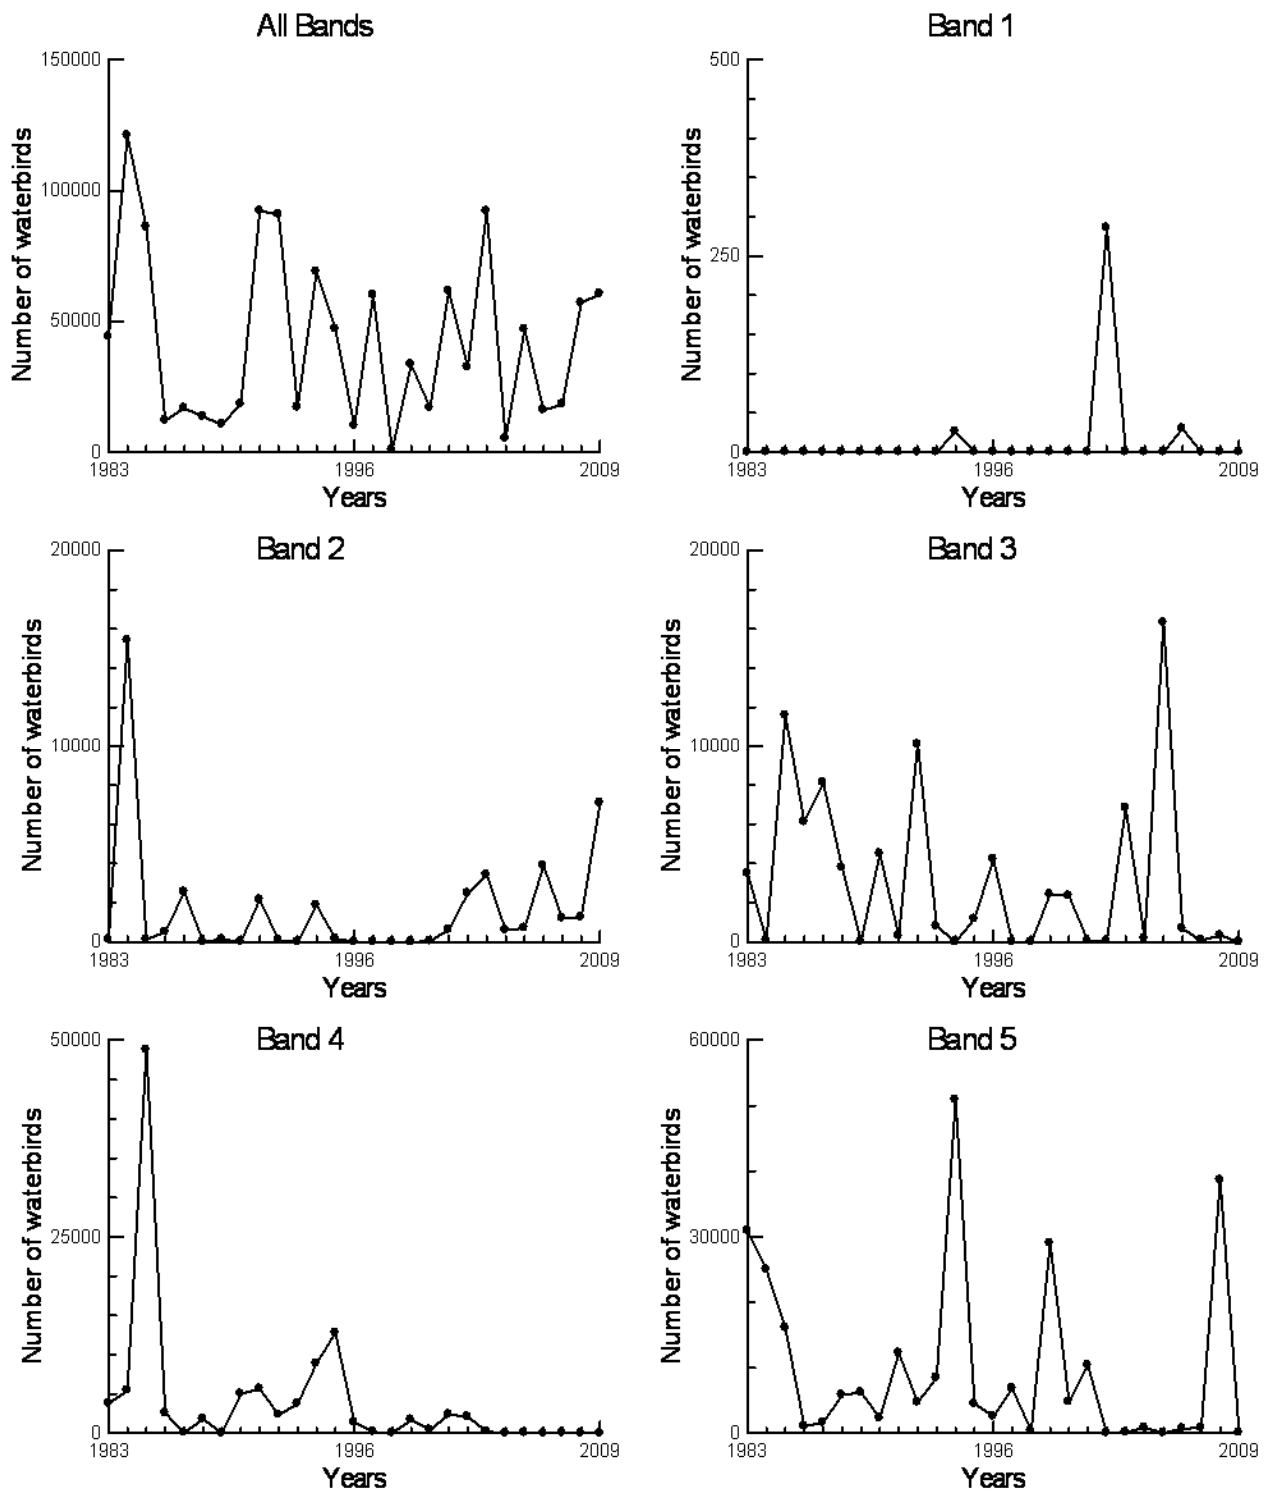 All Bands
150000
100000
50000
0
1983
1996
2009
Years
Number of waterbirds
Band 1
500
250
0
1983
1996
2009
Years
Number of waterbirds
Band 2
20000
10000
0
1983
1996
2009
Years
Number of waterbirds
Band 3
20000
10000
0
1983
1996
2009
Years
Number of waterbirds
Band 4
50000
25000
0
1983
1996
2009
Years
Number of waterbirds
Band 5
60000
30000
0
1983
1996
2009
Years
Number of waterbirds